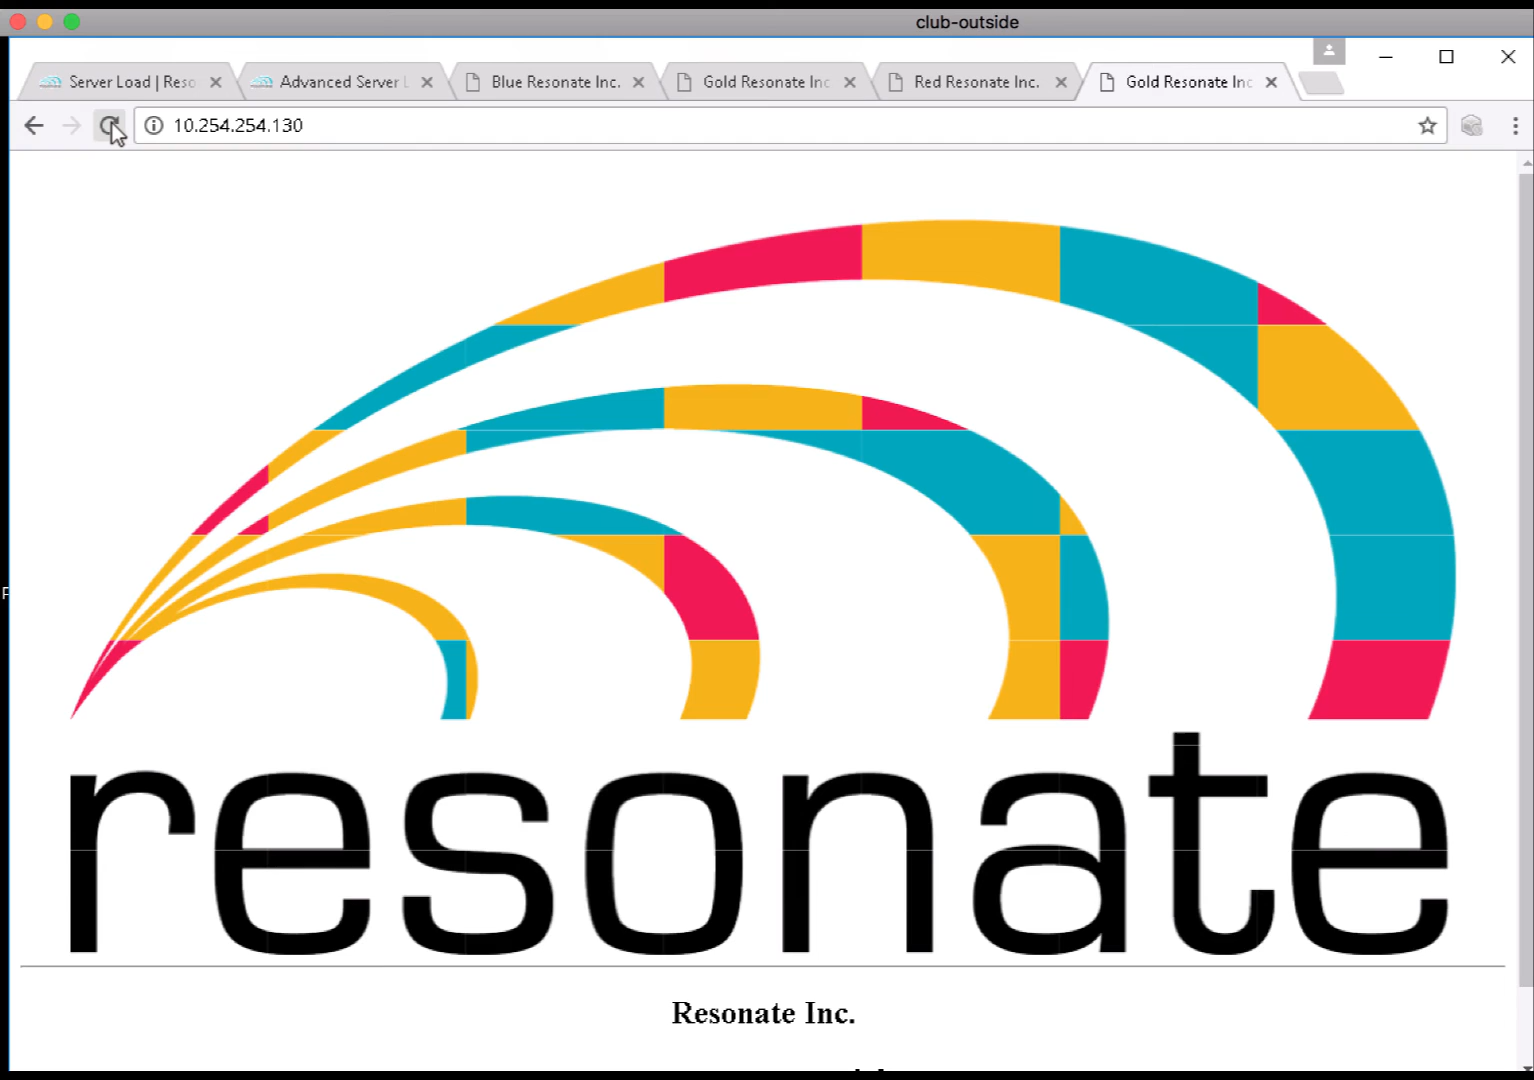 club-outside
Server Load | Reso
Advanced Server L
Blue Resonate Inc.
Gold Resonate Inc
Red Resonate Inc.
Gold Resonate Inc
10.254.254.130
resonate
Resonate Inc.